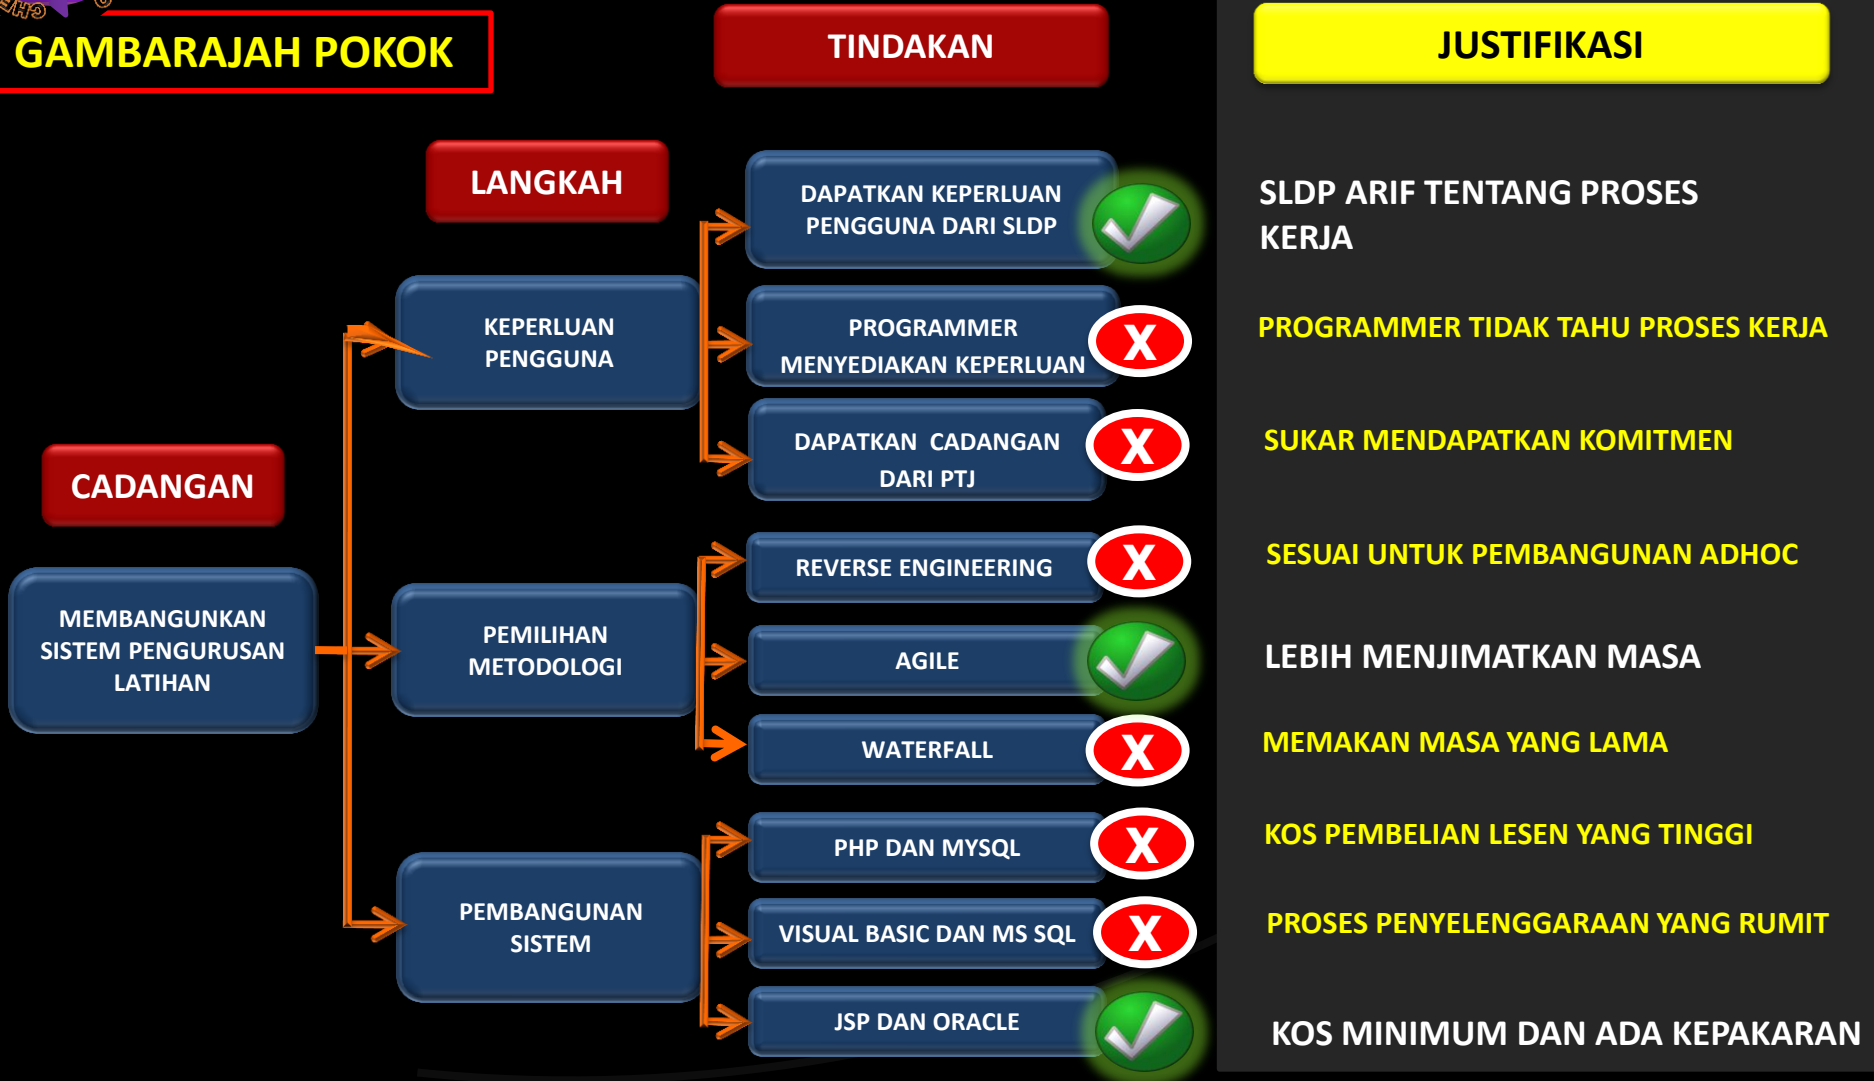 GAMBARAJAH POKOK
TINDAKAN
JUSTIFIKASI
LANGKAH
CADANGAN
MEMBANGUNKAN
SISTEM PENGURUSAN
LATIHAN
KEPERLUAN
PENGGUNA
DAPATKAN KEPERLUAN
PENGGUNA DARI SLDP
SLDP ARIF TENTANG PROSES
KERJA
PROGRAMMER
MENYEDIAKAN KEPERLUAN
X
PROGRAMMER TIDAK TAHU PROSES KERJA
DAPATKAN CADANGAN
DARI PTJ
X
SUKAR MENDAPATKAN KOMITMEN
PEMILIHAN
METODOLOGI
REVERSE ENGINEERING
X
SESUAI UNTUK PEMBANGUNAN ADHOC
AGILE
LEBIH MENJIMATKAN MASA
WATERFALL
X
MEMAKAN MASA YANG LAMA
PEMBANGUNAN
SISTEM
PHP DAN MYSQL
X
KOS PEMBELIAN LESEN YANG TINGGI
VISUAL BASIC DAN MS SQL
X
PROSES PENYELENGGARAAN YANG RUMIT
JSP DAN ORACLE
KOS MINIMUM DAN ADA KEPAKARAN